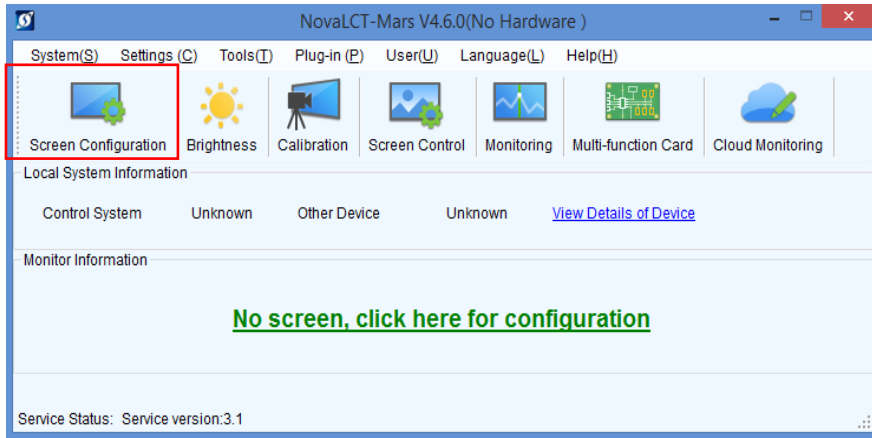 NovaLCT-Mars V4.6.0(No Hardware )
System(S) Settings (C) Tools(T) Plug-in (P) User(U) Language(L) Help(H)
Screen Configuration Brightness Calibration Screen Control Monitoring Multi-function Card Cloud Monitoring
Local System Information
Control System Unknown Other Device Unknown View Details of Device
Monitor Information
No screen, click here for configuration
Service Status: Service version:3.1